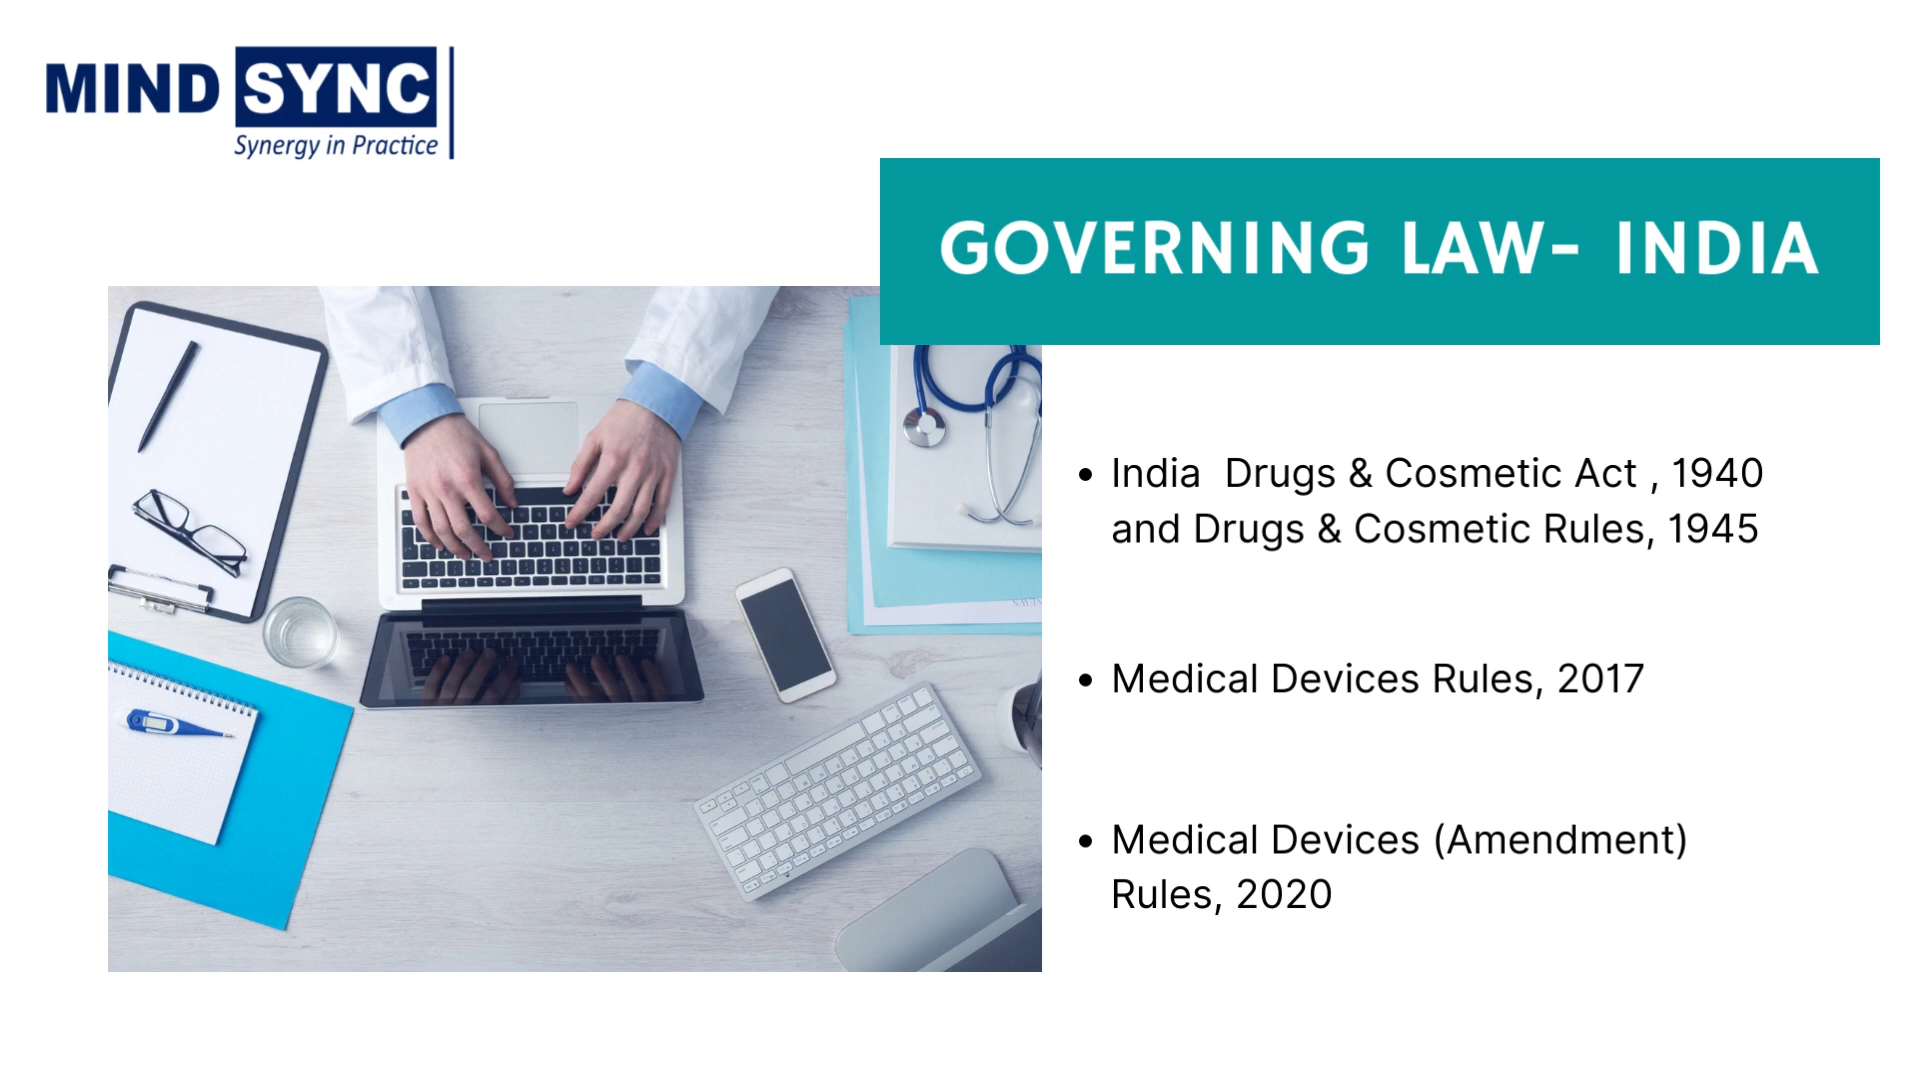 MIND SYNC
Synergy in Practice
GOVERNING LAW- INDIA
• India  Drugs & Cosmetic Act , 1940
and Drugs & Cosmetic Rules, 1945
• Medical Devices Rules, 2017
• Medical Devices (Amendment)
Rules, 2020